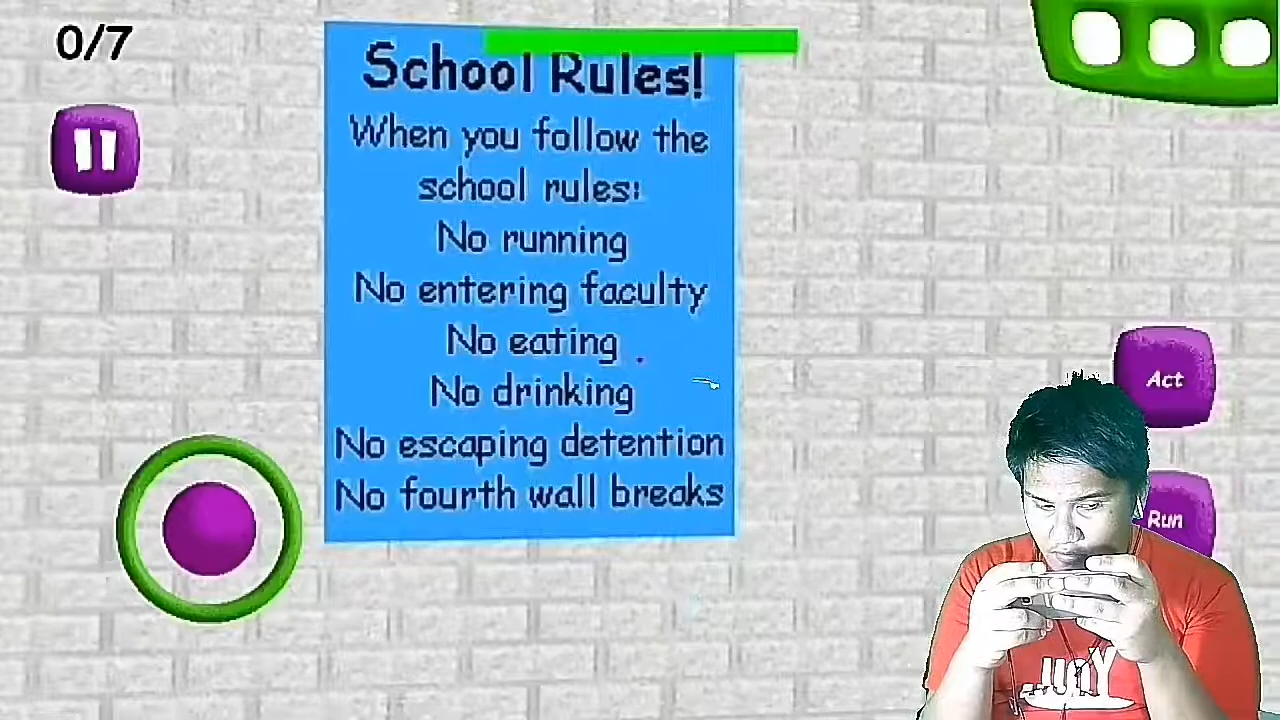 0/7
School Rules!
When you follow the
school rules:
No running
No entering faculty
No eating
No drinking
No escaping detention
No fourth wall breaks
Act
Run